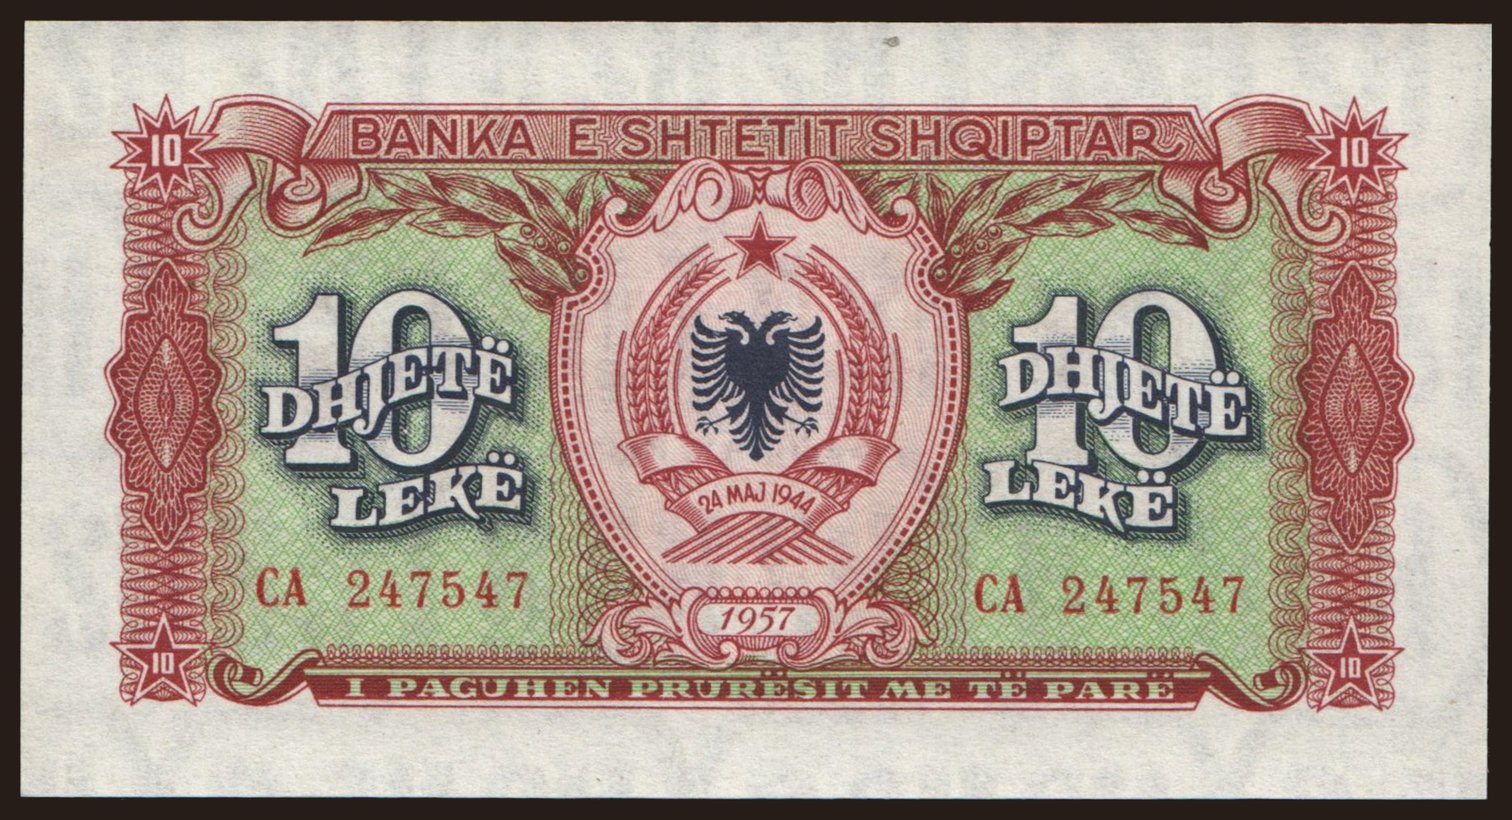 10 BANKA E SHTETIT SHQIPTAR 10
10 DHJETË LEKË
24 MAJ 1944
10 DHJETË LEKË
CA 247547
CA 247547
1957
10 I PAGUHEN PRURËSIT ME TË PARË 10